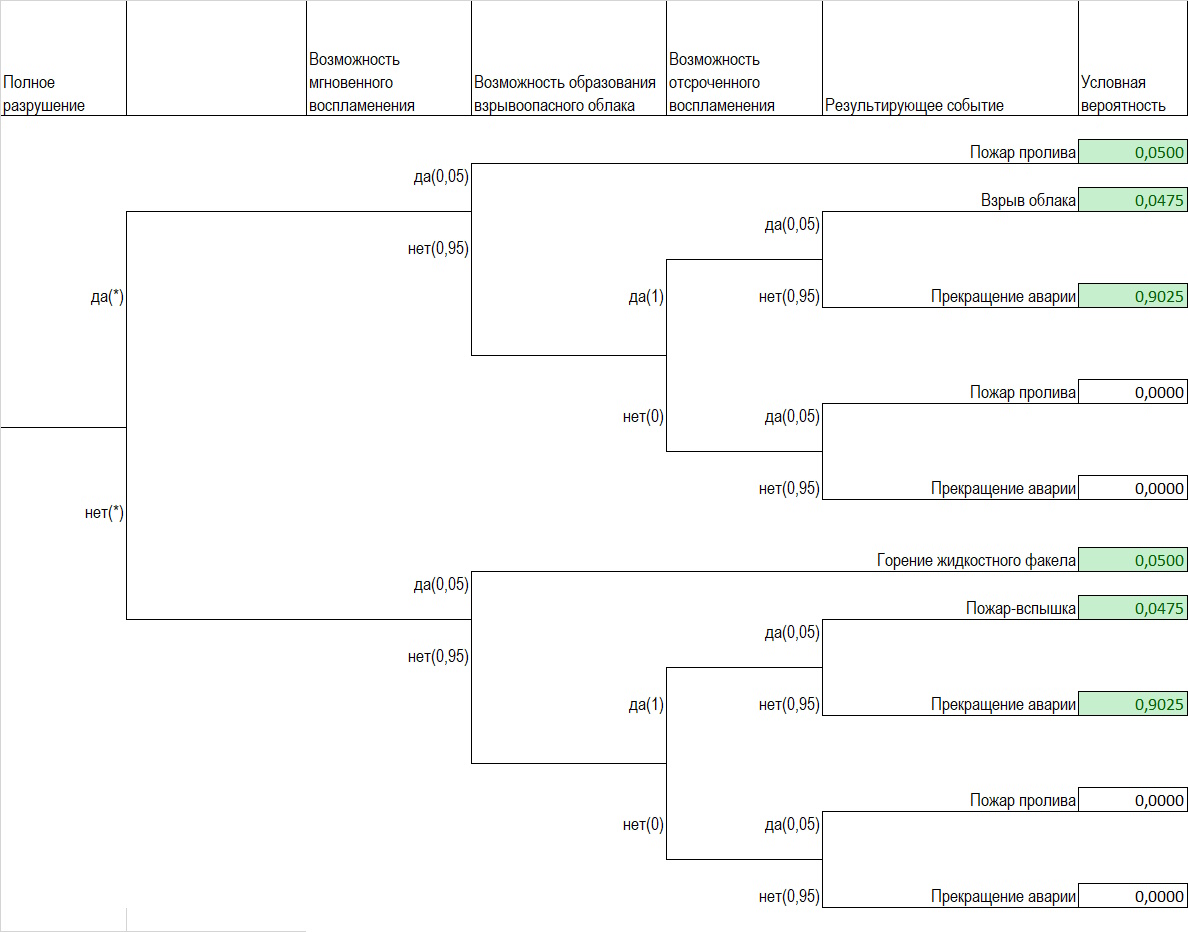 Полное
разрушение
Возможность
мгновенного
воспламенения
Возможность образования
взрывоопасного облака
Возможность
отсроченного
воспламенения
Результирующее событие
Условная
вероятность
Пожар пролива 0,0500
да(0,05)
Взрыв облака 0,0475
да(0,05)
нет(0,95)
да(*) да(1) нет(0,95) Прекращение аварии 0,9025
Пожар пролива 0,0000
нет(0) да(0,05)
нет(0,95) Прекращение аварии 0,0000
нет(*)
Горение жидкостного факела 0,0500
да(0,05)
Пожар-вспышка 0,0475
да(0,05)
нет(0,95)
да(1) нет(0,95) Прекращение аварии 0,9025
Пожар пролива 0,0000
нет(0) да(0,05)
нет(0,95) Прекращение аварии 0,0000